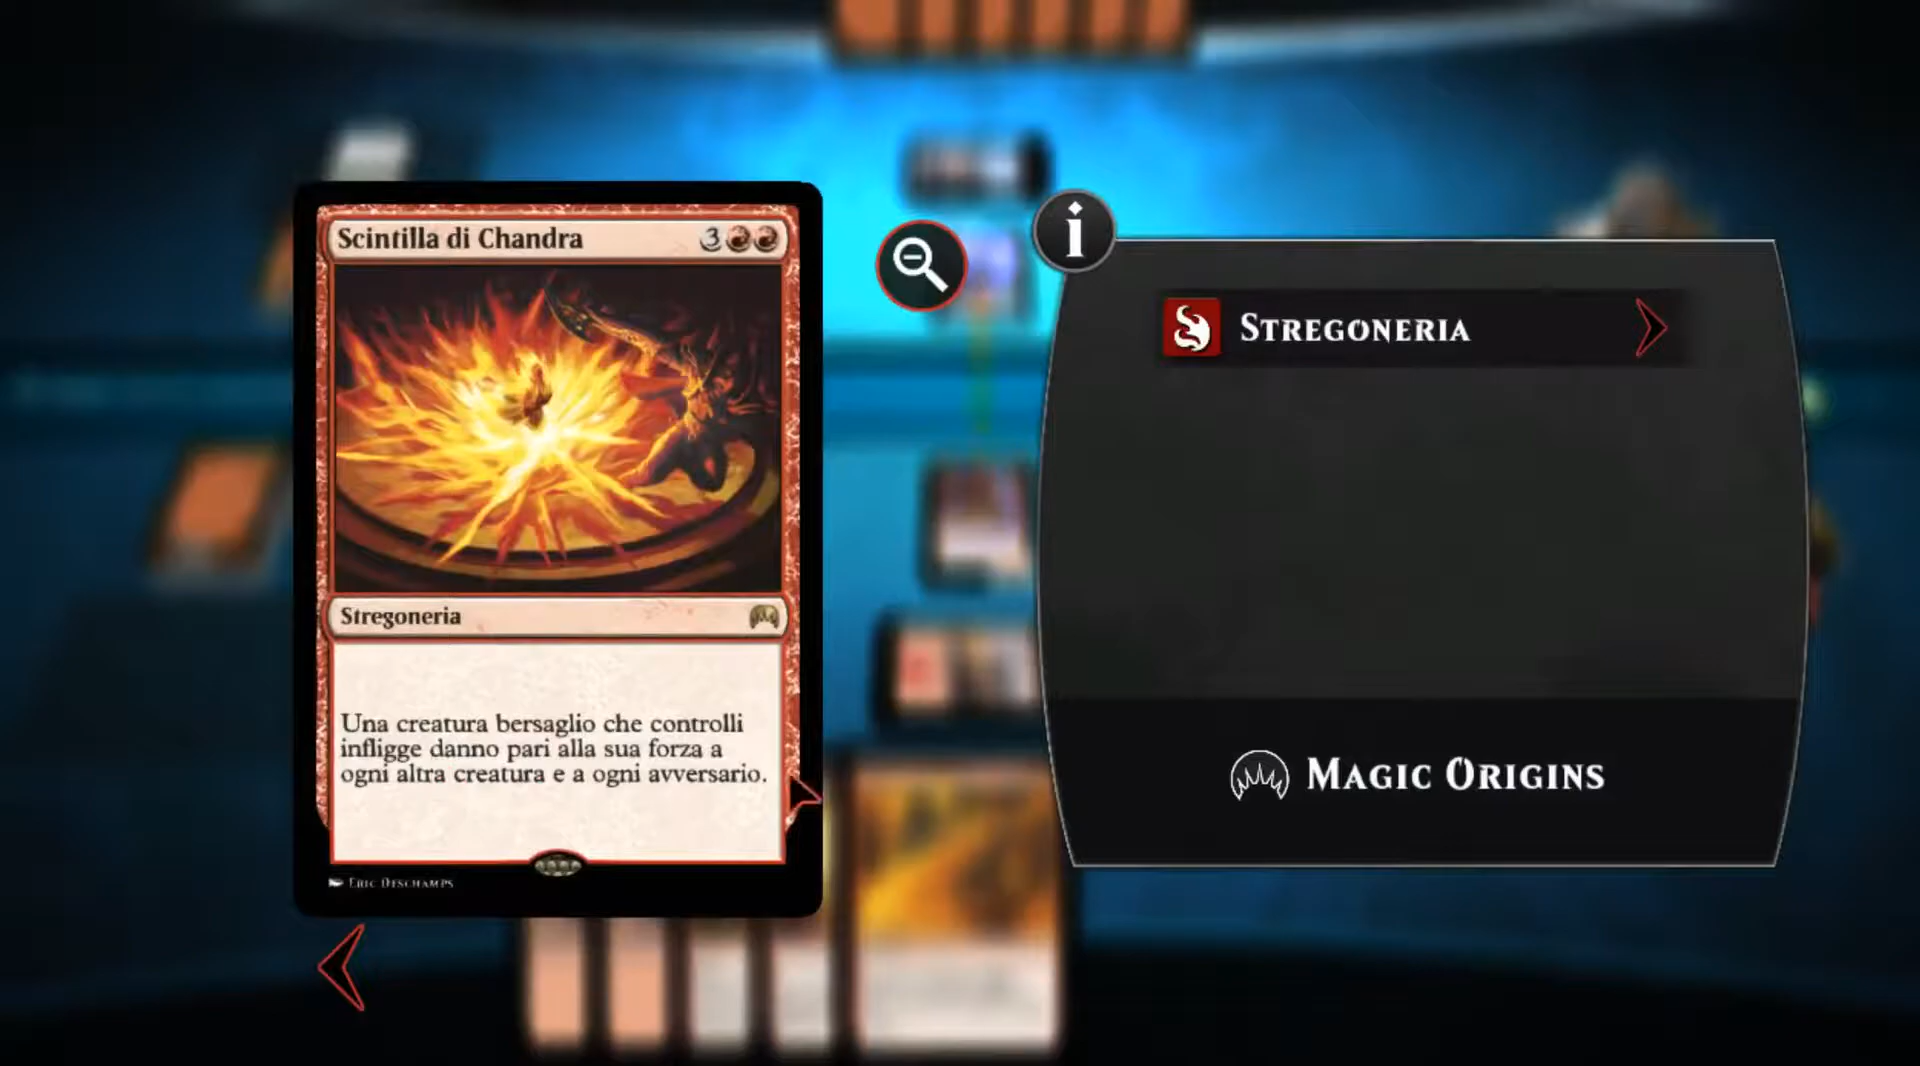 Scintilla di Chandra 3
Stregoneria
Una creatura bersaglio che controlli
infligge danno pari alla sua forza a
ogni altra creatura e a ogni avversario.
Eric Deschamps
i
Stregoneria
Magic Origins